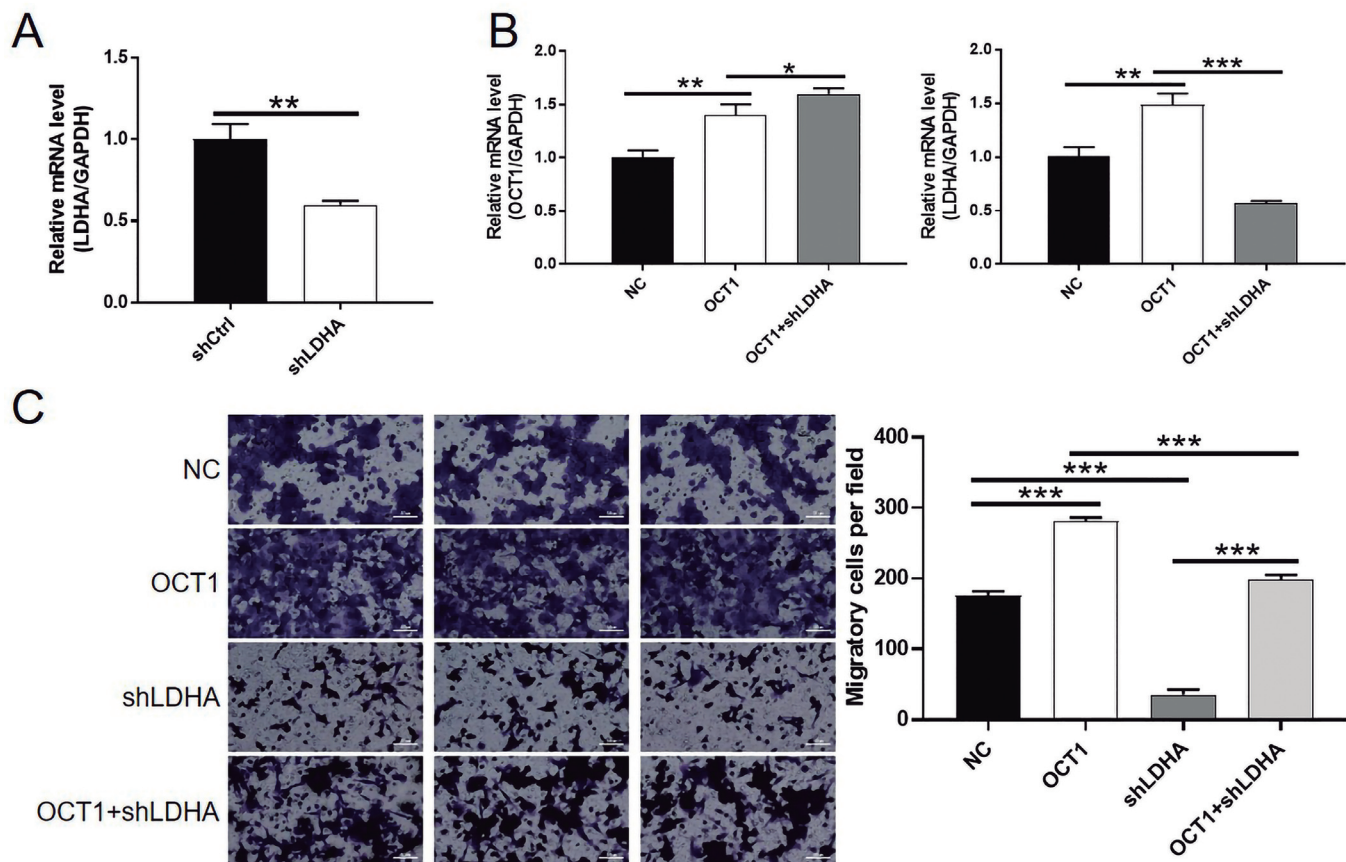 A
Relative mRNA level
(LDHA/GAPDH)
1.5
1.0
0.5
0.0
**
shCtrl
shLDHA
B
Relative mRNA level
(OCT1/GAPDH)
2.0
1.5
1.0
0.5
0.0
**
*
NC
OCT1
OCT1+shLDHA
Relative mRNA level
(LDHA/GAPDH)
2.0
1.5
1.0
0.5
0.0
**
***
NC
OCT1
OCT1+shLDHA
C
NC
OCT1
shLDHA
OCT1+shLDHA
Migratory cells per field
400
300
200
100
0
***
***
***
***
NC
OCT1
shLDHA
OCT1+shLDHA